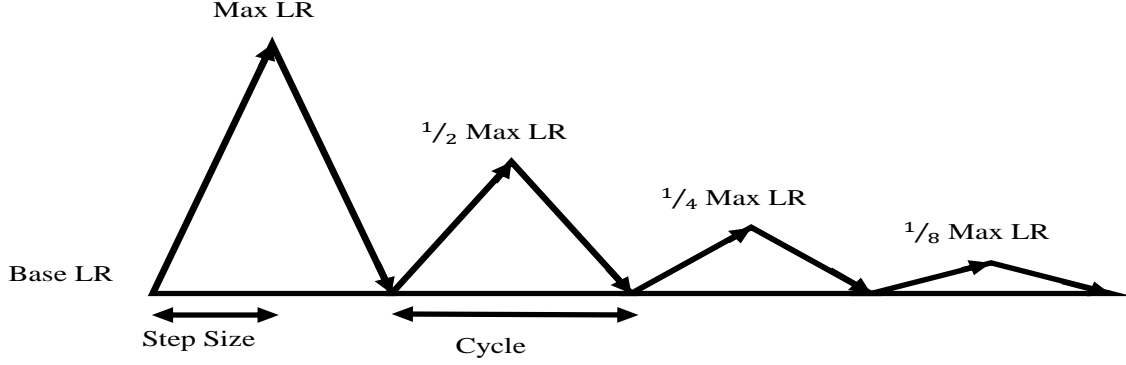 Max LR
¹/₂ Max LR
¹/₄ Max LR
¹/₈ Max LR
Base LR
Step Size
Cycle